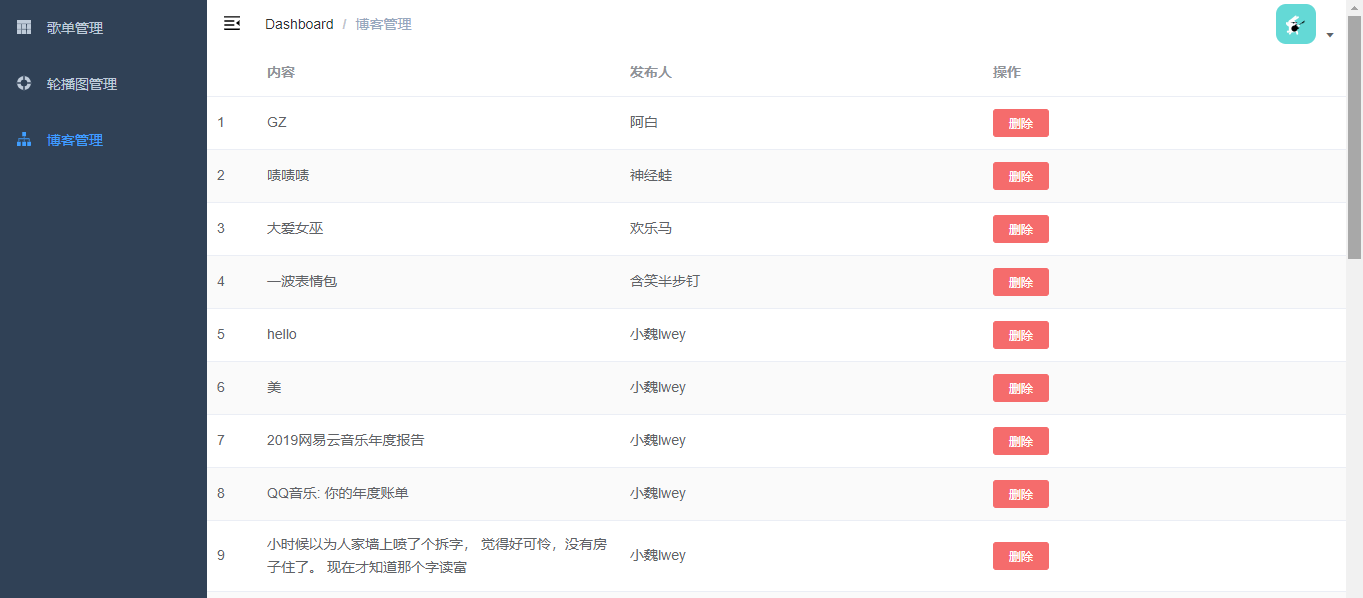 歌单管理
轮播图管理
博客管理
Dashboard / 博客管理
内容 发布人 操作
1 GZ 阿白 删除
2 啧啧啧 神经蛙 删除
3 大爱女巫 欢乐马 删除
4 一波表情包 含笑半步钉 删除
5 hello 小魏lwey 删除
6 美 小魏lwey 删除
7 2019网易云音乐年度报告 小魏lwey 删除
8 QQ音乐: 你的年度账单 小魏lwey 删除
9 小时候以为人家墙上喷了个拆字， 觉得好可怜，没有房
子住了。 现在才知道那个字读富 小魏lwey 删除